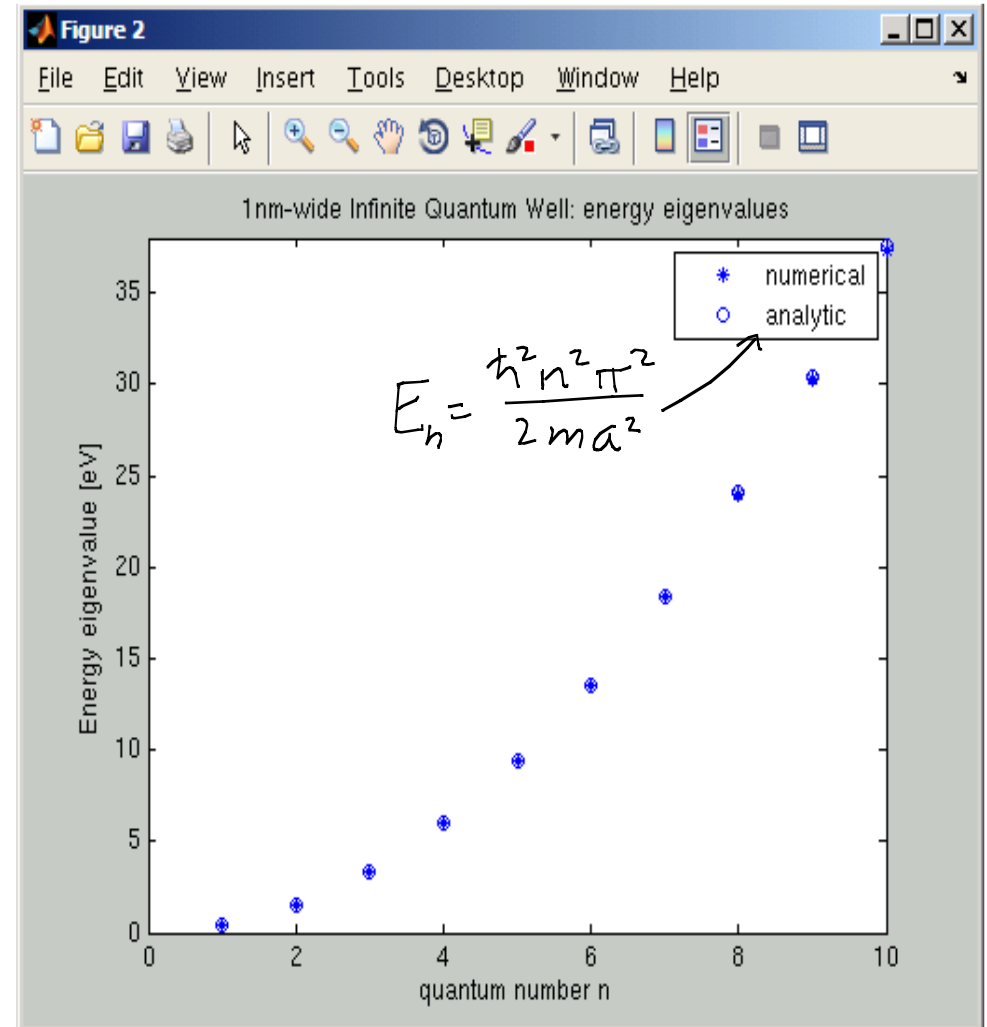 Figure 2
File Edit View Insert Tools Desktop Window Help
1nm-wide Infinite Quantum Well: energy eigenvalues
numerical
analytic
Eₙ = ħ²n²π² / 2ma²
Energy eigenvalue [eV]
35
30
25
20
15
10
5
0
0 2 4 6 8 10
quantum number n